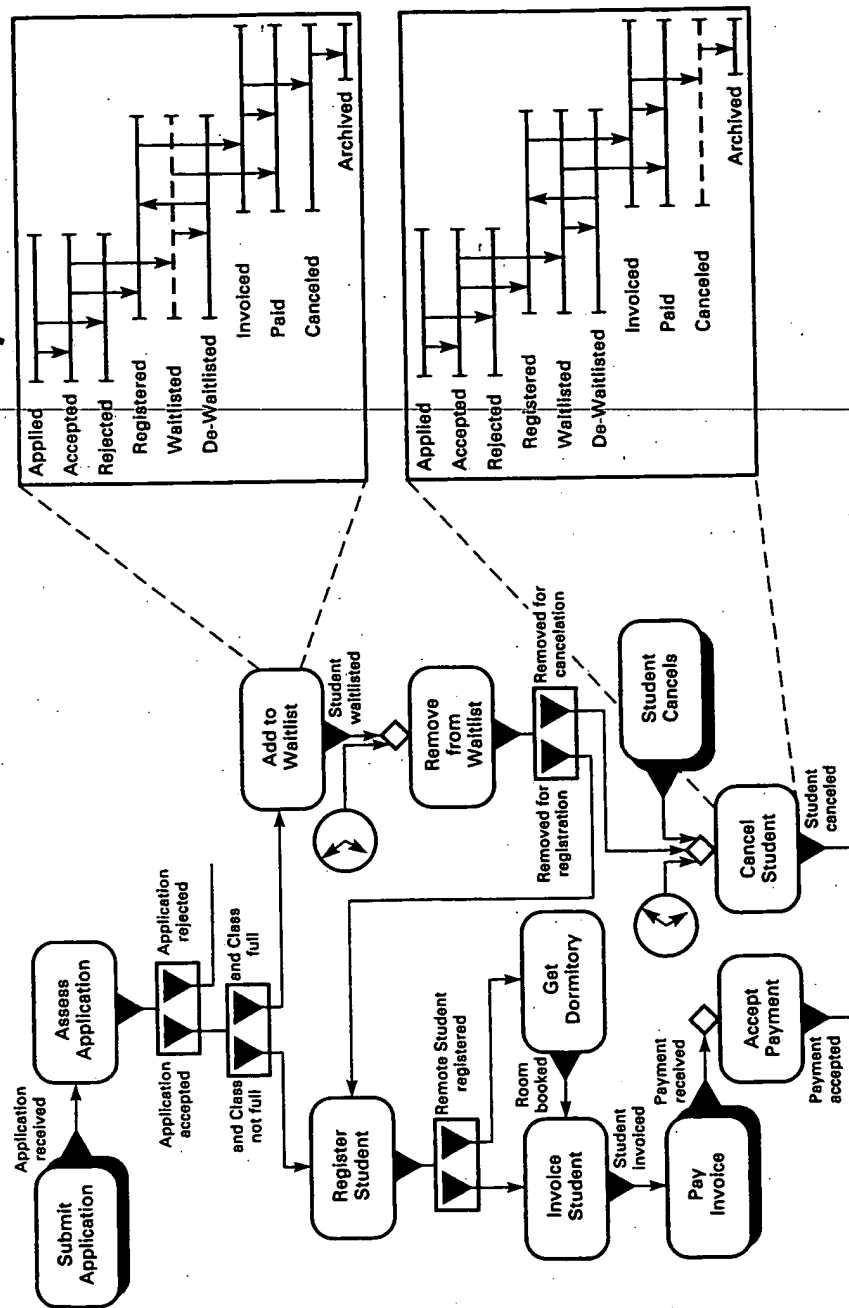 Submit
Application
Application
received
Assess
Application
Application
accepted
Application
rejected
and Class
not full
and Class
full
Register
Student
Remote Student
registered
Add to
Waitlist
Student
waitlisted
Remove
from
Waitlist
Removed for
registration
Removed for
cancelation
Get
Dormitory
Room
booked
Invoice
Student
Student
invoiced
Pay
Invoice
Payment
received
Accept
Payment
Payment
accepted
Student
Cancels
Cancel
Student
Student
canceled
Applied
Accepted
Rejected
Registered
Waitlisted
De-Waitlisted
Invoiced
Paid
Canceled
Archived
Applied
Accepted
Rejected
Registered
Waitlisted
De-Waitlisted
Invoiced
Paid
Canceled
Archived